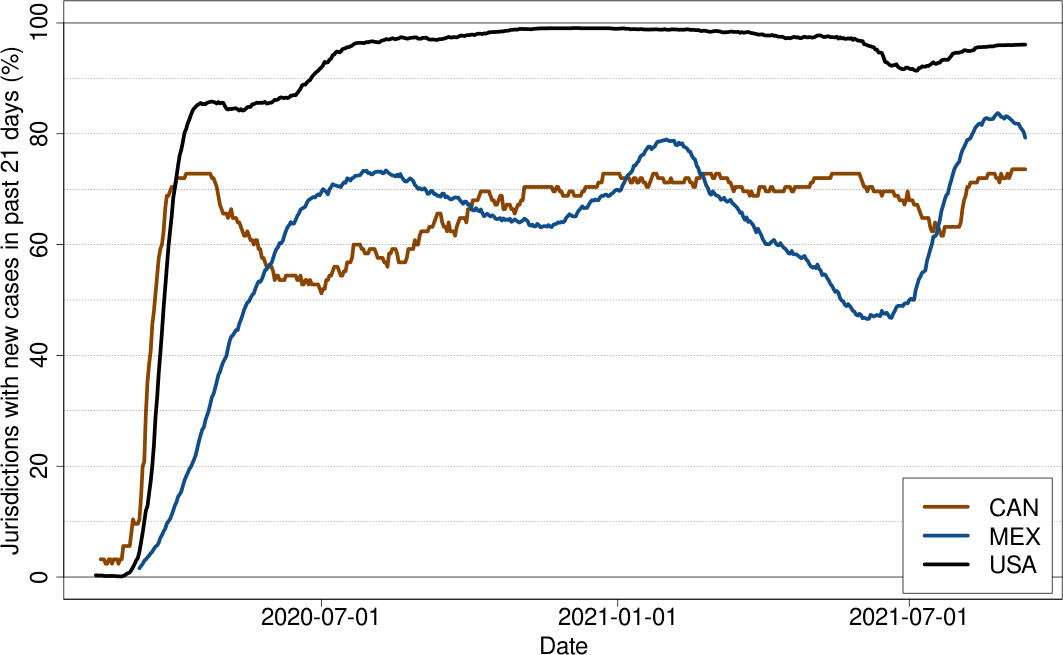 Jurisdictions with new cases in past 21 days (%)
100
80
60
40
20
0
CAN
MEX
USA
2020-07-01 2021-01-01 2021-07-01
Date